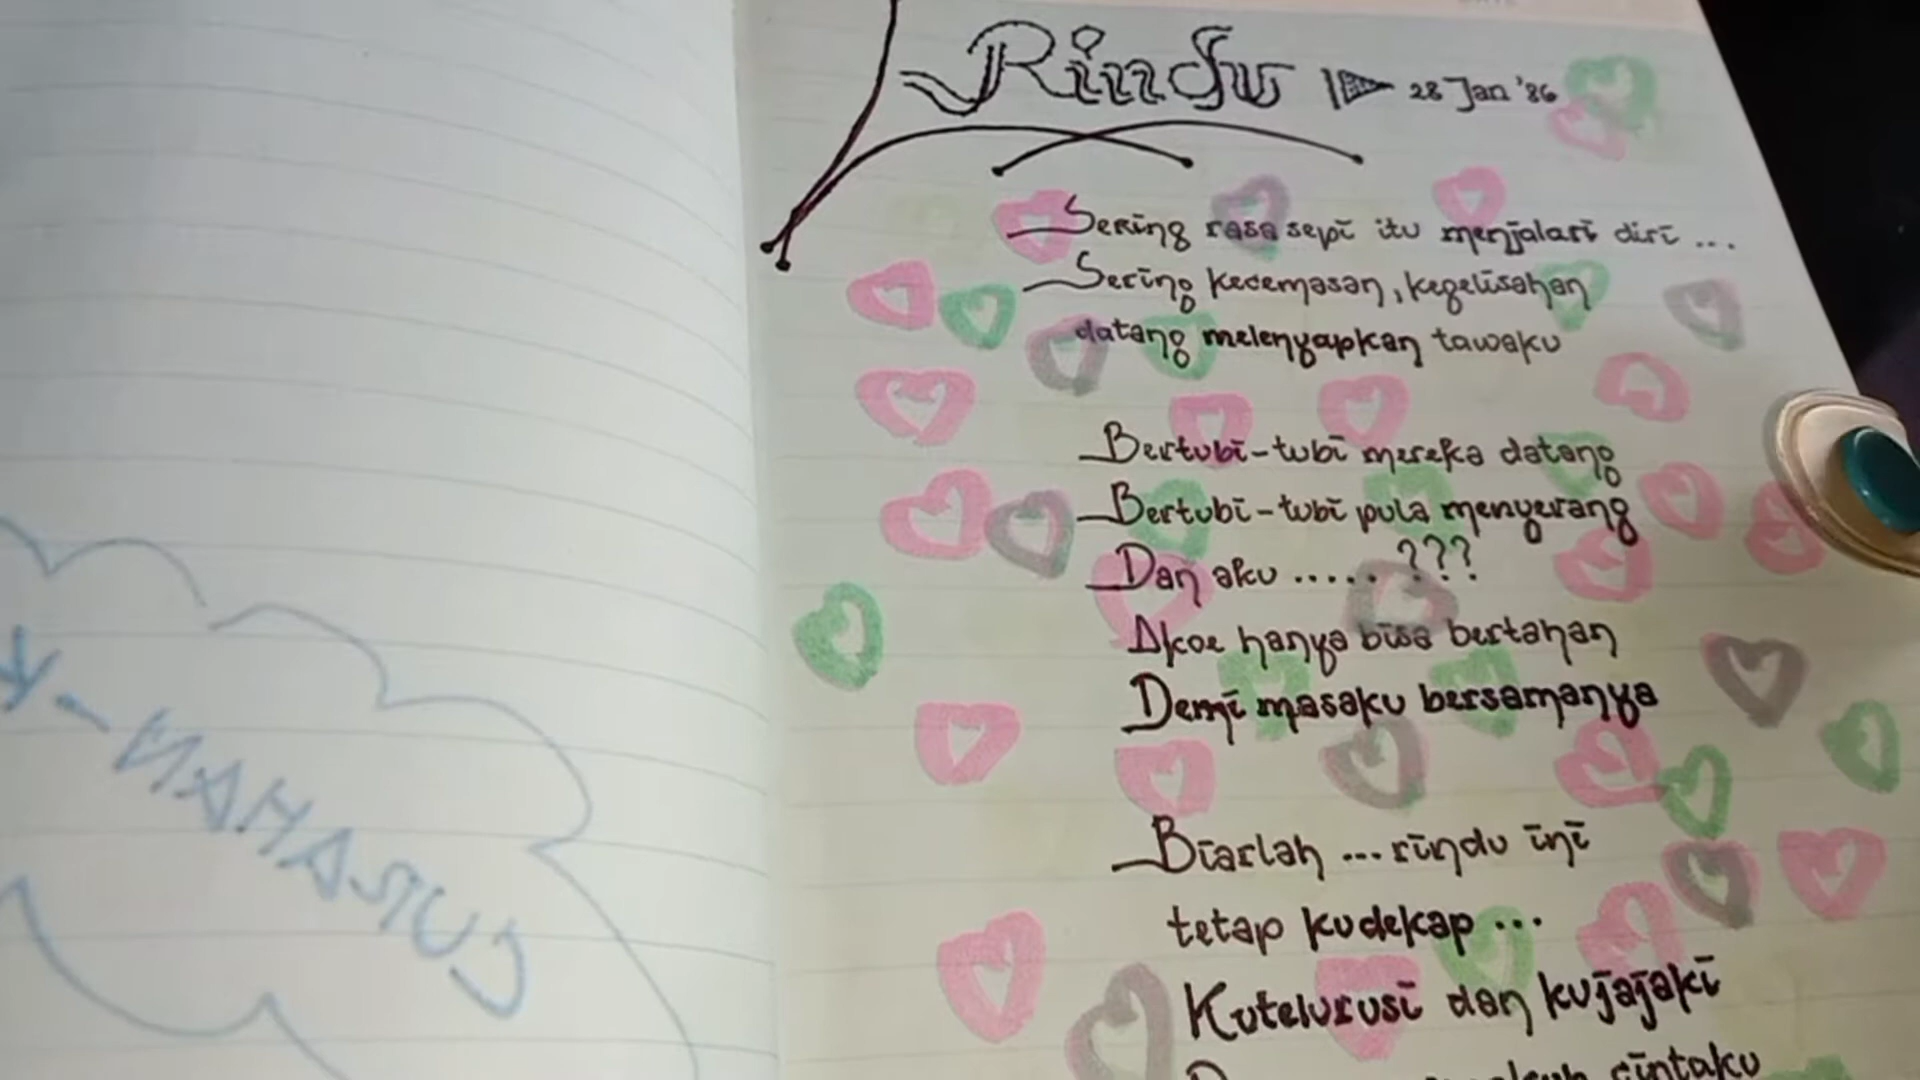 Rindu 28 Jan '86
Sering rasa sepi itu menjalari diri ...
Sering kecemasan, kegelisahan
datang melenyapkan tawaku
Bertubi-tubi mereka datang
Bertubi-tubi pula menyerang
Dan aku ..... ???
Akoe hanya bisa bertahan
Demi masaku bersamanya
Biarlah ... rindu ini
tetap kudekap ...
Kutelurusi dan kujajaki
cintaku
CURAHAN-K